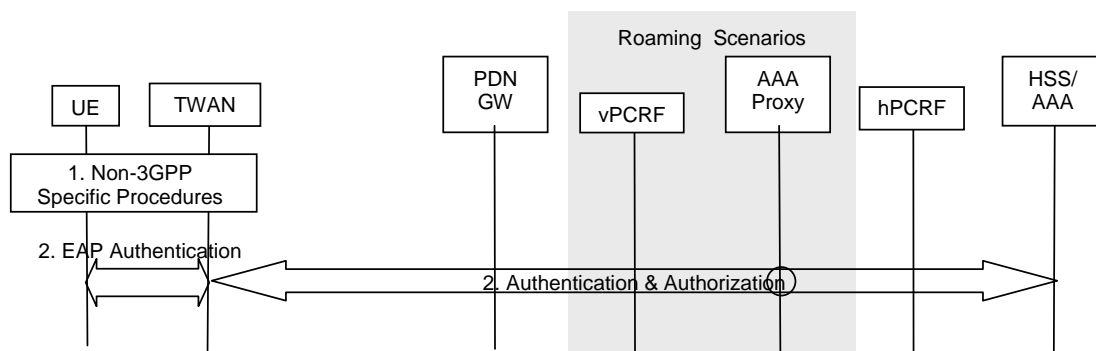 Roaming Scenarios
UE
TWAN
PDN
GW
vPCRF
AAA
Proxy
hPCRF
HSS/
AAA
1. Non-3GPP
Specific Procedures
2. EAP Authentication
2. Authentication & Authorization